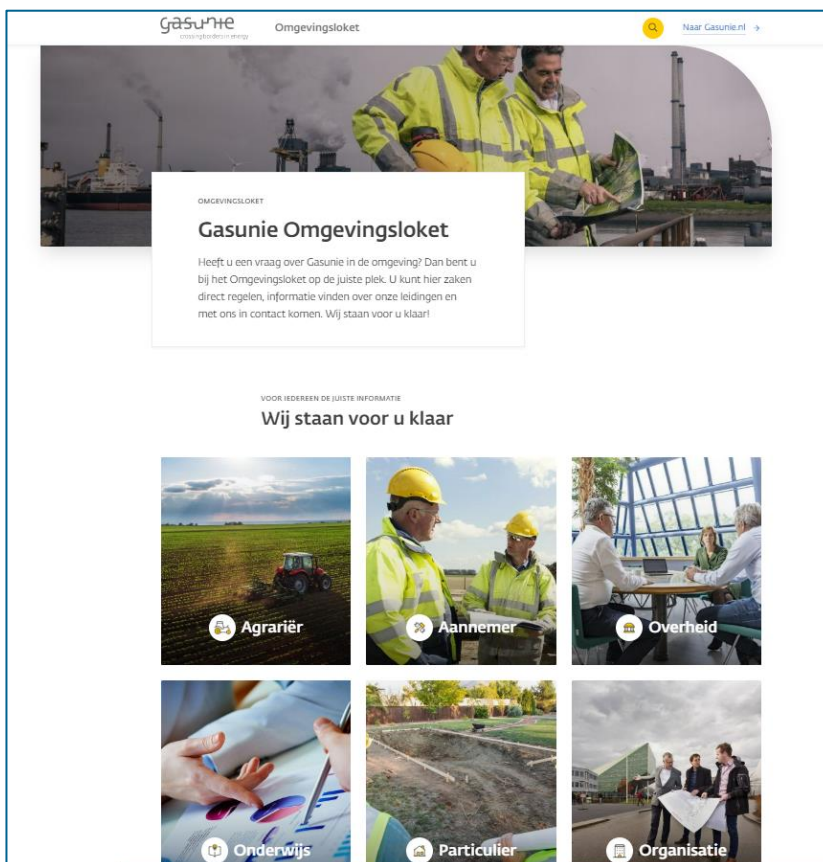 gasunie
crossing borders in energy
Omgevingsloket
Naar Gasunie.nl
OMGEVINGSLOKET
Gasunie Omgevingsloket
Heeft u een vraag over Gasunie in de omgeving? Dan bent u
bij het Omgevingsloket op de juiste plek. U kunt hier zaken
direct regelen, informatie vinden over onze leidingen en
met ons in contact komen. Wij staan voor u klaar!
VOOR IEDEREEN DE JUISTE INFORMATIE
Wij staan voor u klaar
Agrariër
Aannemer
Overheid
Onderwijs
Particulier
Organisatie